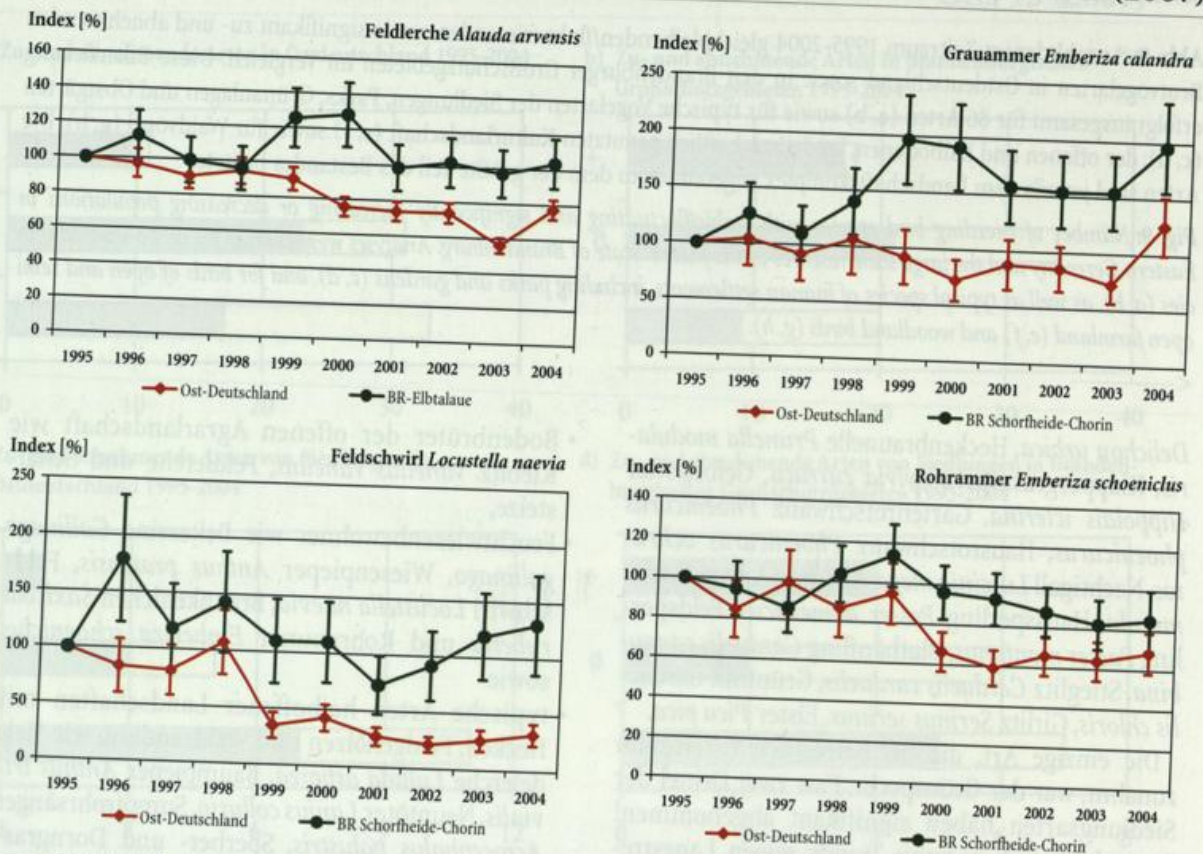 Index [%]
Feldlerche Alauda arvensis
160
140
120
100
80
60
40
20
0
1995 1996 1997 1998 1999 2000 2001 2002 2003 2004
Ost-Deutschland BR-Elbtalaue
Index [%]
Grauammer Emberiza calandra
250
200
150
100
50
0
1995 1996 1997 1998 1999 2000 2001 2002 2003 2004
Ost-Deutschland BR Schorfheide-Chorin
Index [%]
Feldschwirl Locustella naevia
250
200
150
100
50
0
1995 1996 1997 1998 1999 2000 2001 2002 2003 2004
Ost-Deutschland BR Schorfheide-Chorin
Index [%]
Rohrammer Emberiza schoeniclus
140
120
100
80
60
40
20
0
1995 1996 1997 1998 1999 2000 2001 2002 2003 2004
Ost-Deutschland BR Schorfheide-Chorin